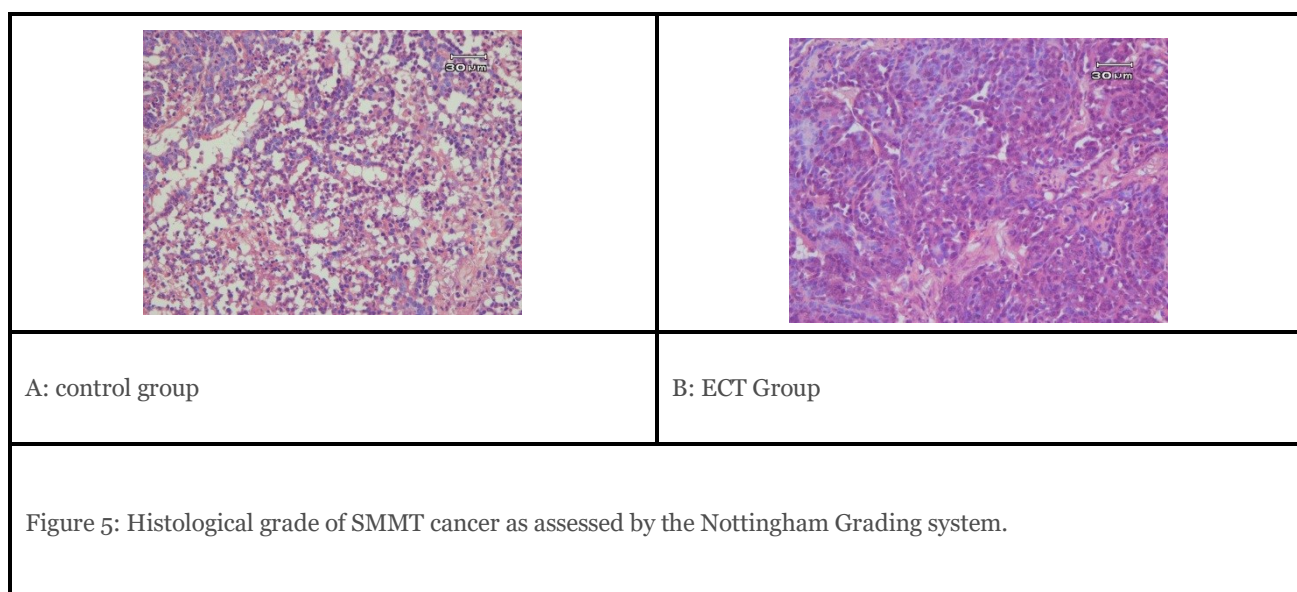 30 µm
30 µm
A: control group
B: ECT Group
Figure 5: Histological grade of SMMT cancer as assessed by the Nottingham Grading system.